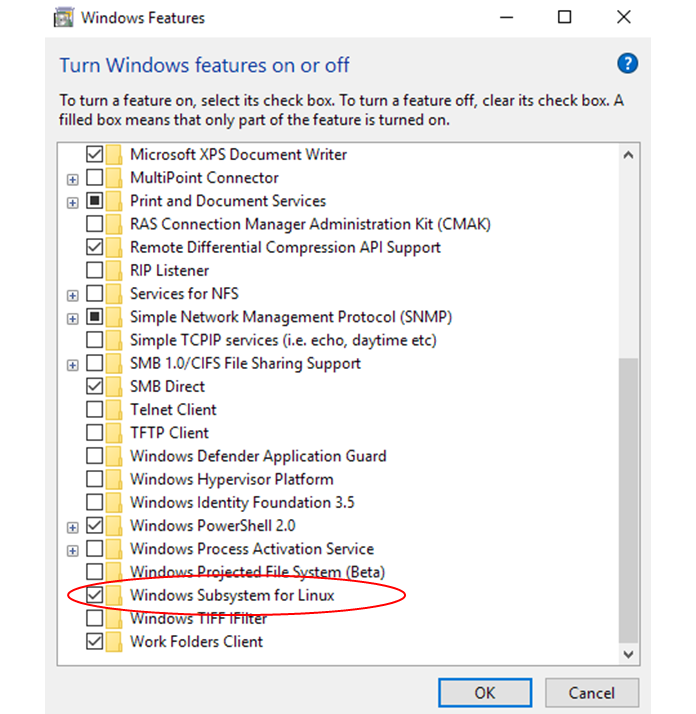 Windows Features
Turn Windows features on or off
To turn a feature on, select its check box. To turn a feature off, clear its check box. A
filled box means that only part of the feature is turned on.
Microsoft XPS Document Writer
MultiPoint Connector
Print and Document Services
RAS Connection Manager Administration Kit (CMAK)
Remote Differential Compression API Support
RIP Listener
Services for NFS
Simple Network Management Protocol (SNMP)
Simple TCPIP services (i.e. echo, daytime etc)
SMB 1.0/CIFS File Sharing Support
SMB Direct
Telnet Client
TFTP Client
Windows Defender Application Guard
Windows Hypervisor Platform
Windows Identity Foundation 3.5
Windows PowerShell 2.0
Windows Process Activation Service
Windows Projected File System (Beta)
Windows Subsystem for Linux
Windows TIFF IFilter
Work Folders Client
OK Cancel